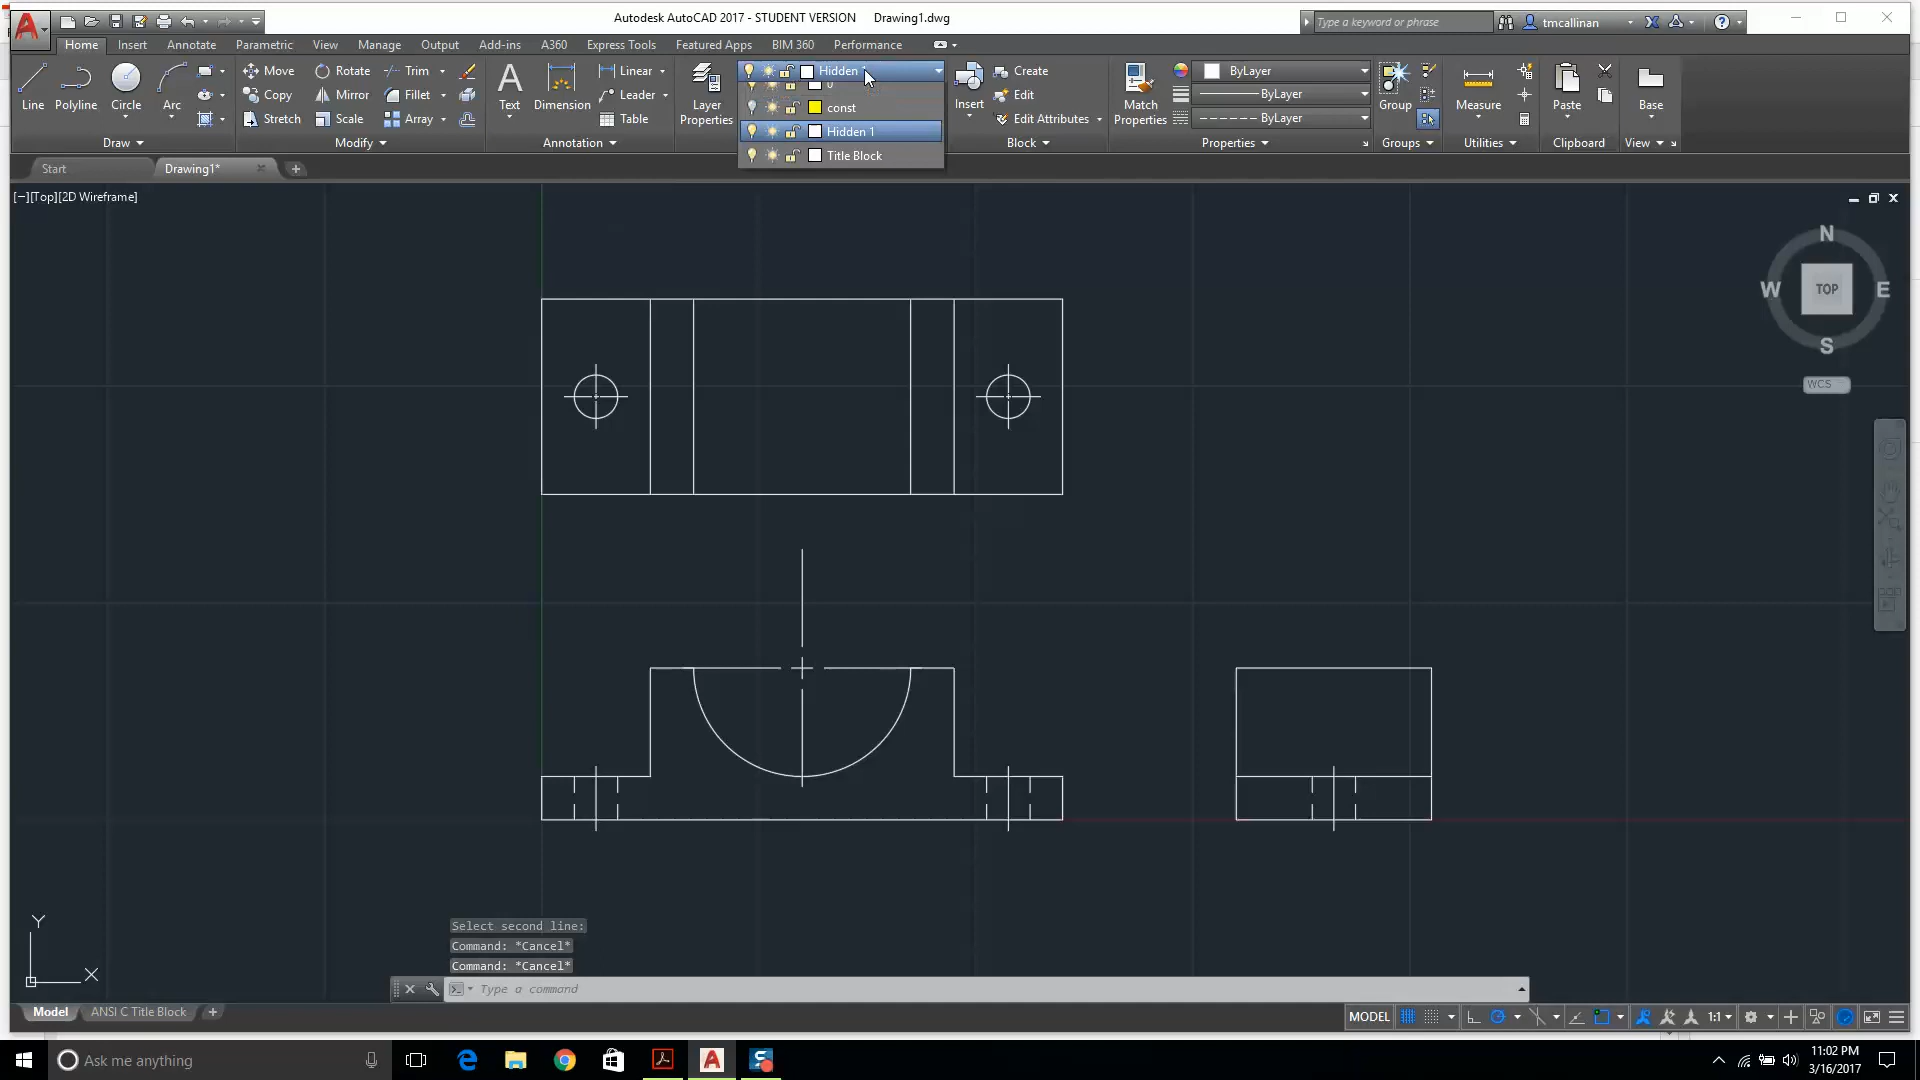 Autodesk AutoCAD 2017 - STUDENT VERSION Drawing1.dwg
Type a keyword or phrase
tmcallinan
Home Insert Annotate Parametric View Manage Output Add-ins A360 Express Tools Featured Apps BIM 360 Performance
Line Polyline Circle Arc
Move Rotate Trim
Copy Mirror Fillet
Stretch Scale Array
Text Dimension
Linear
Leader
Table
Layer Properties
Hidden
0
const
Hidden 1
Title Block
Insert
Create
Edit
Edit Attributes
Match Properties
ByLayer
ByLayer
ByLayer
Group
Measure
Paste
Base
Draw Modify Annotation Block Properties Groups Utilities Clipboard View
Start Drawing1*
[−][Top][2D Wireframe]
N
W TOP E
S
WCS
Select second line:
Command: *Cancel*
Command: *Cancel*
Y
X
Type a command
Model ANSI C Title Block
MODEL 1:1
Ask me anything
11:02 PM
3/16/2017